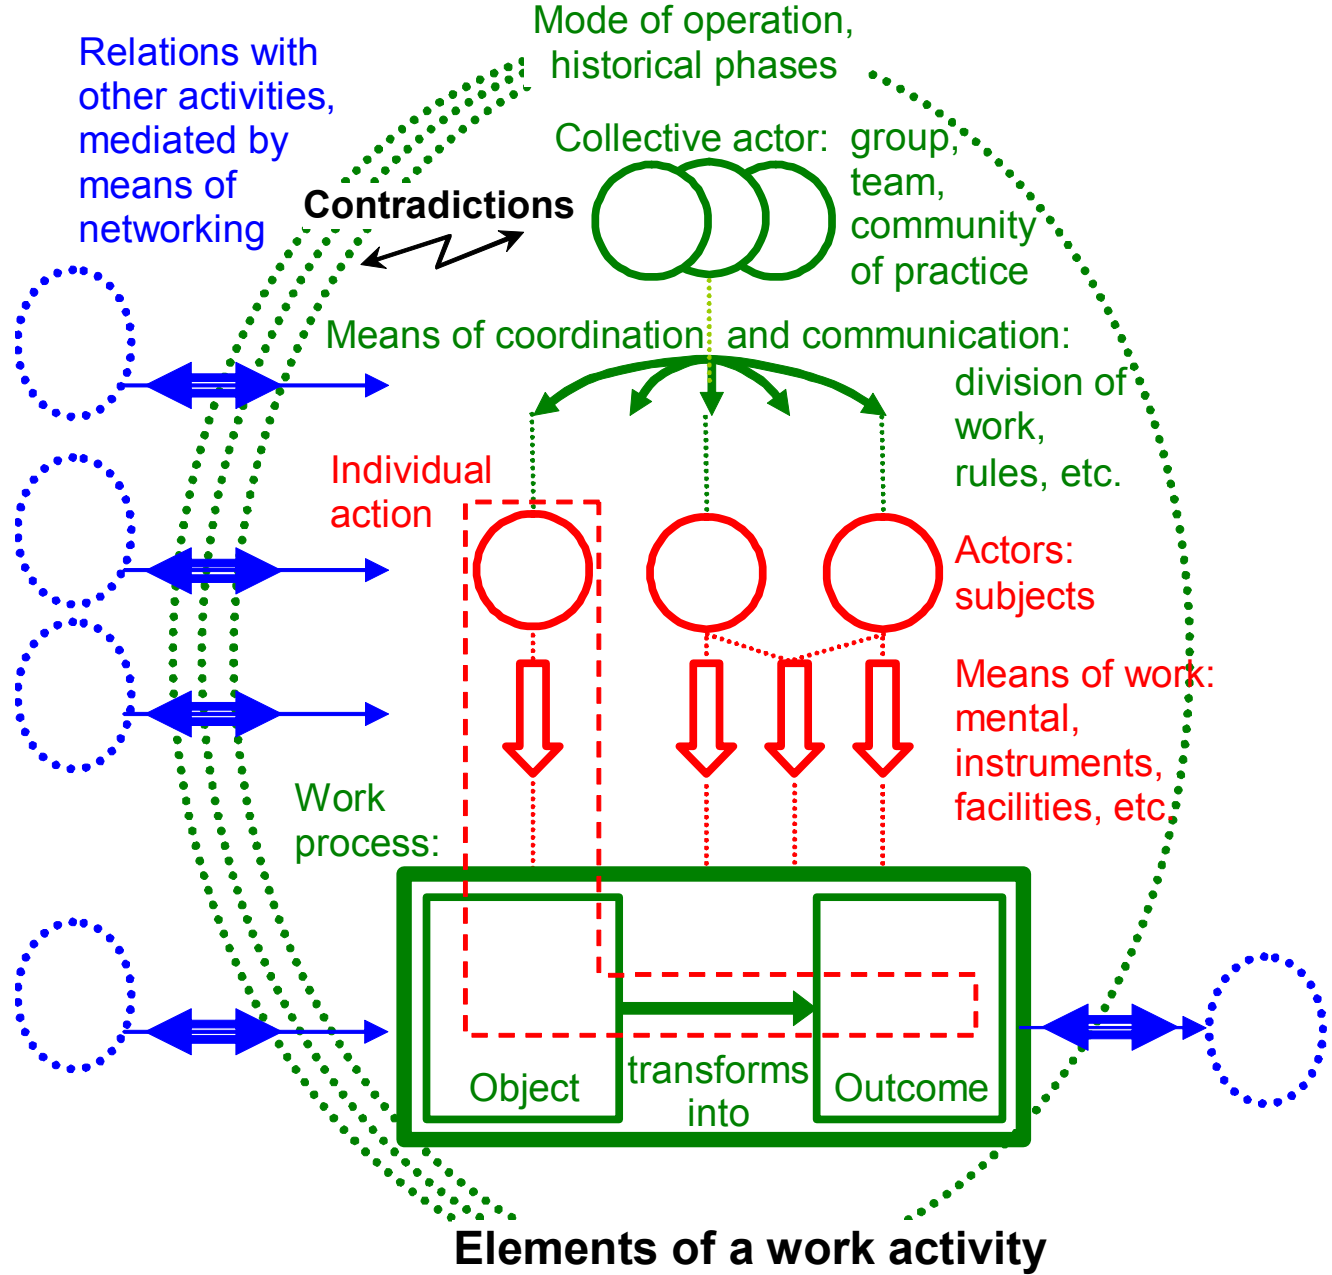 Mode of operation,
historical phases
Relations with
other activities,
mediated by
means of
networking
Contradictions
Collective actor: group,
team,
community
of practice
Means of coordination and communication:
division of
work,
rules, etc.
Individual
action
Actors:
subjects
Means of work:
mental,
instruments,
facilities, etc.
Work
process:
Object
transforms
into
Outcome
Elements of a work activity